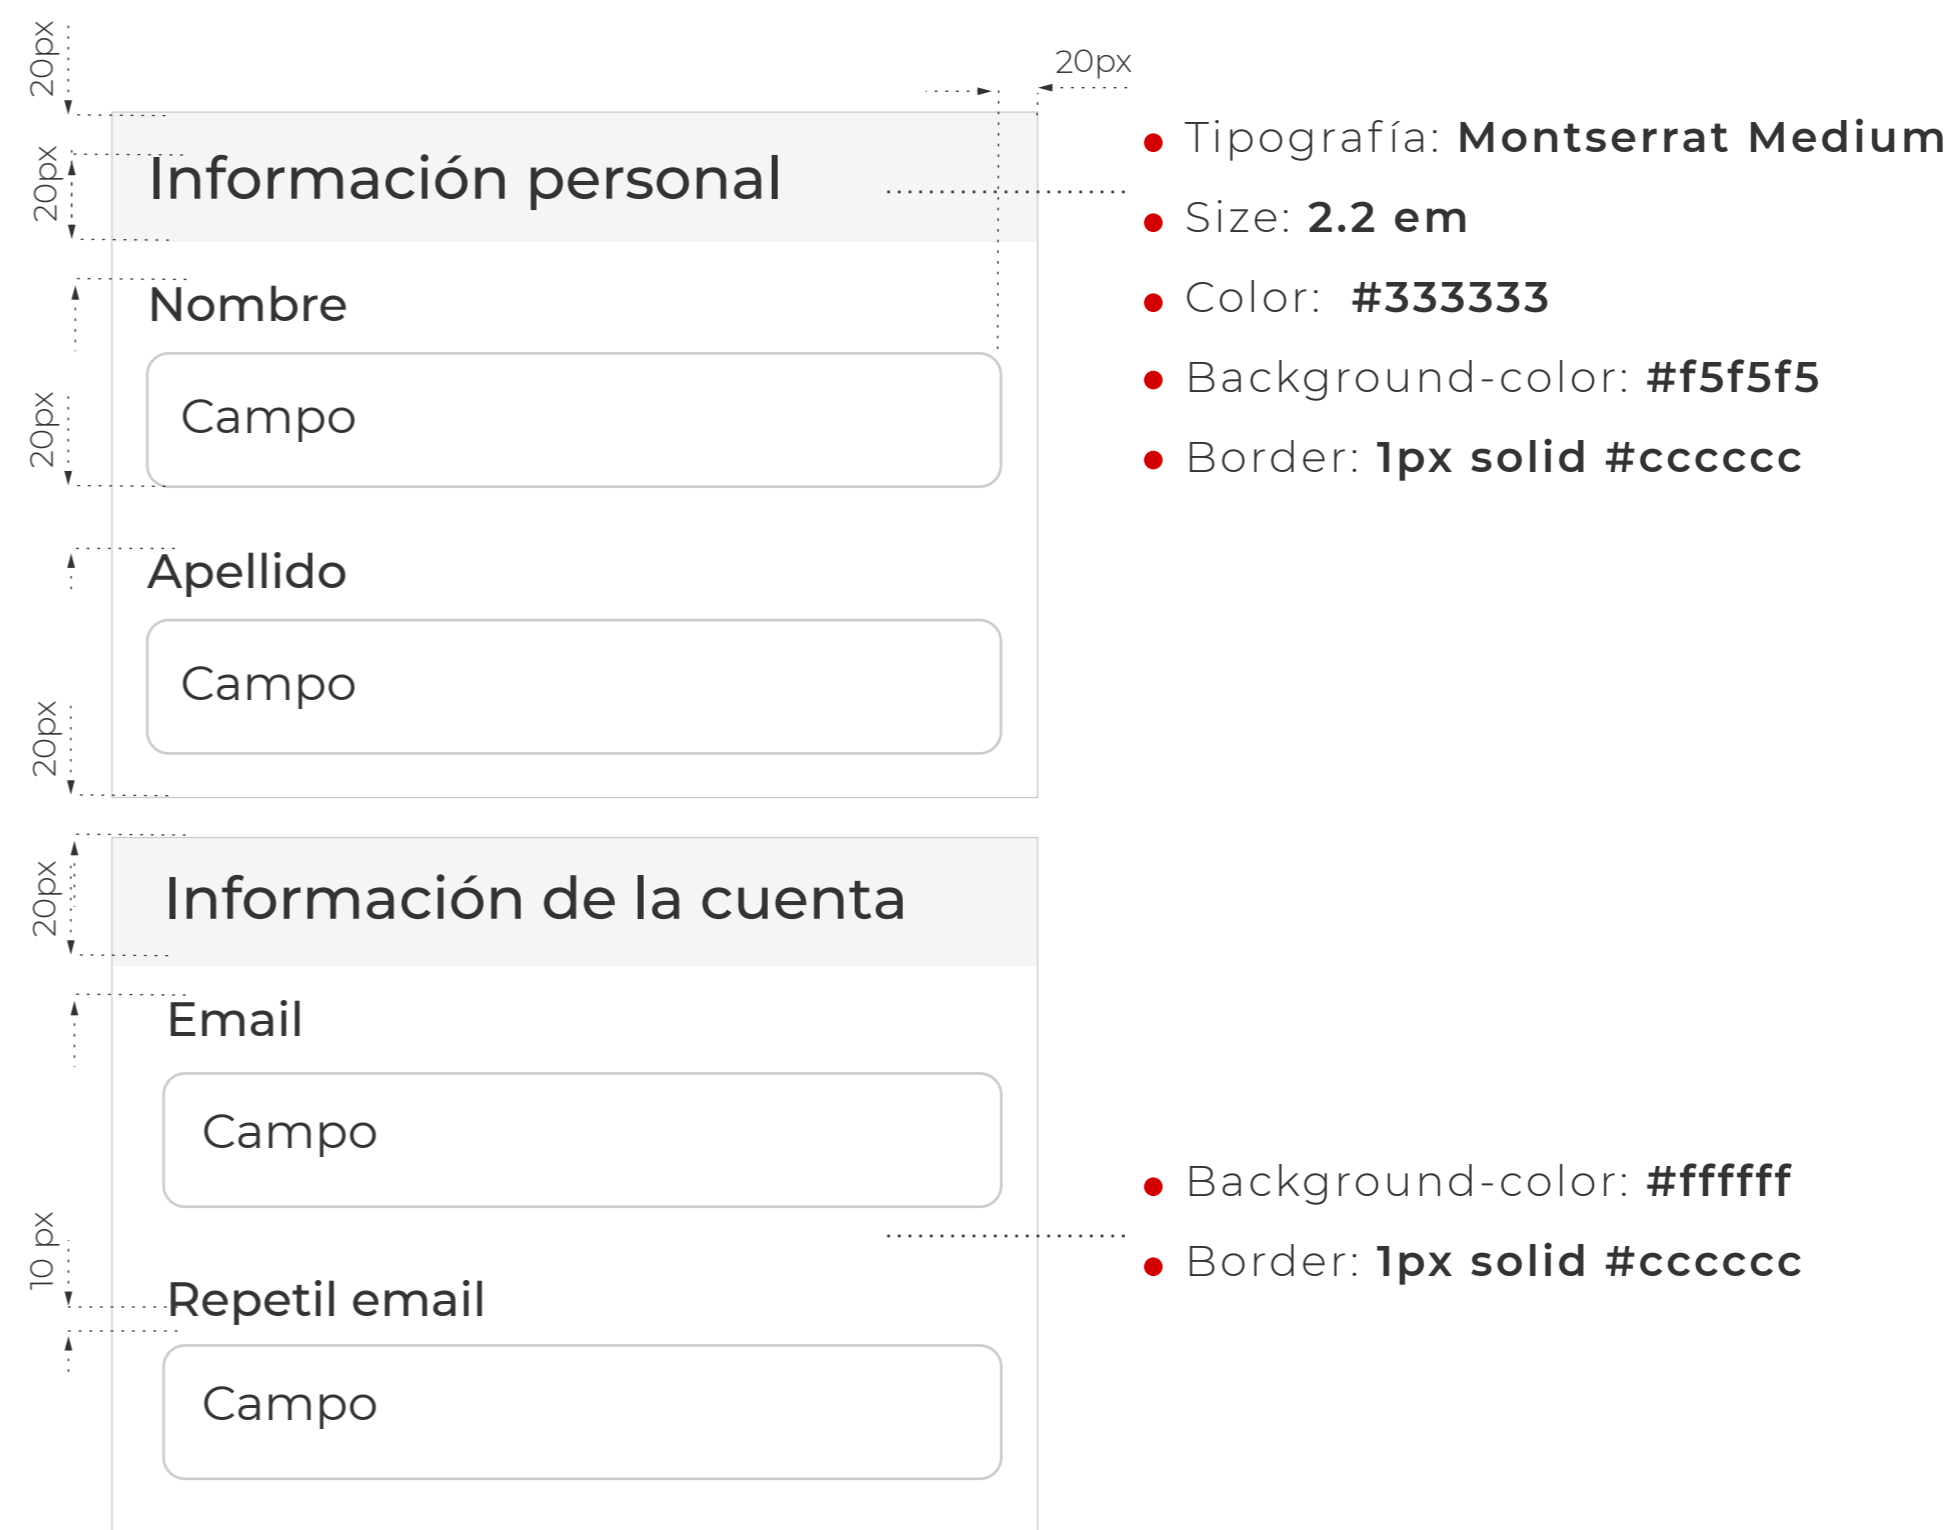 20px
20px
Información personal
20px
Nombre
Campo
20px
Apellido
Campo
20px
Información de la cuenta
20px
Email
Campo
10 px
Repetil email
Campo
Tipografía: Montserrat Medium
Size: 2.2 em
Color: #333333
Background-color: #f5f5f5
Border: 1px solid #cccccc
Background-color: #ffffff
Border: 1px solid #cccccc